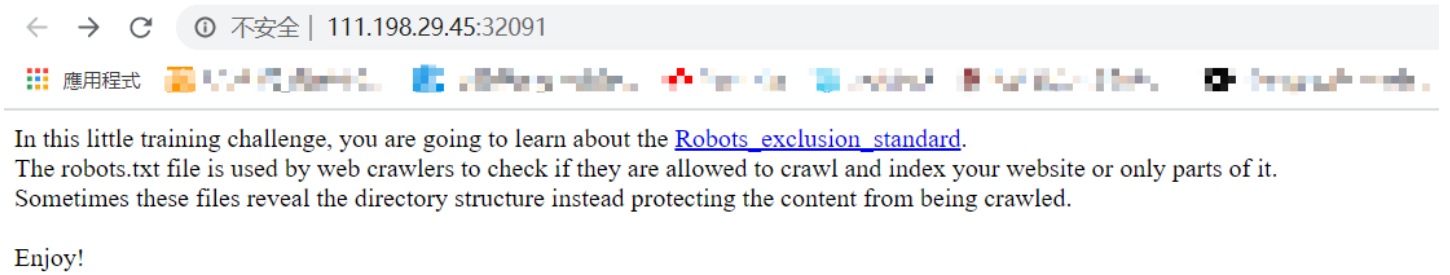 不安全 | 111.198.29.45:32091
應用程式
In this little training challenge, you are going to learn about the Robots_exclusion_standard.
The robots.txt file is used by web crawlers to check if they are allowed to crawl and index your website or only parts of it.
Sometimes these files reveal the directory structure instead protecting the content from being crawled.
Enjoy!